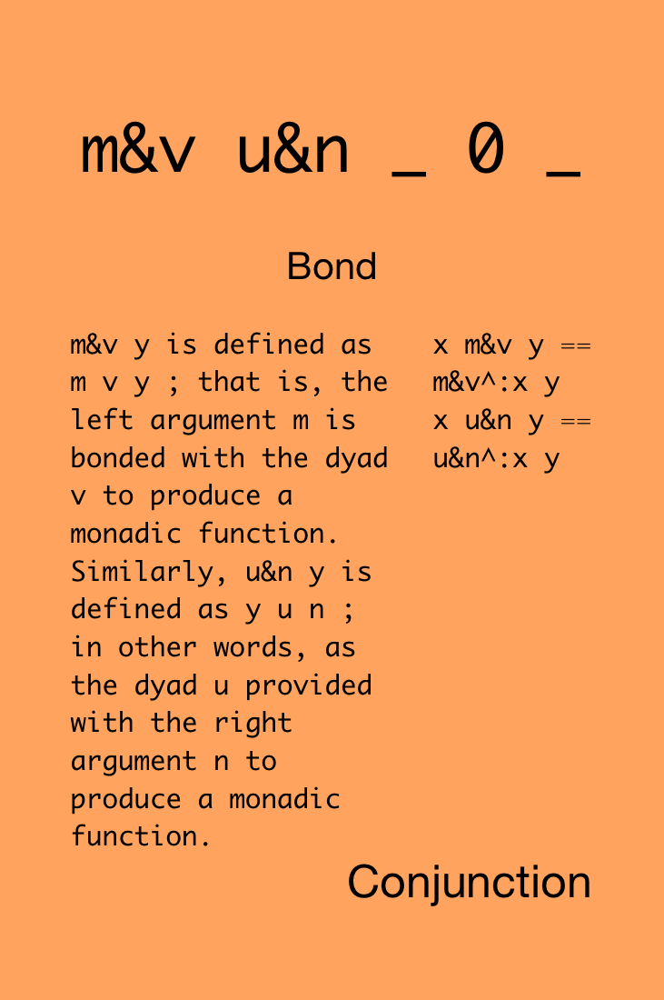 m&v u&n _ 0 _
Bond
m&v y is defined as
m v y ; that is, the
left argument m is
bonded with the dyad
v to produce a
monadic function.
Similarly, u&n y is
defined as y u n ;
in other words, as
the dyad u provided
with the right
argument n to
produce a monadic
function.
x m&v y ==
m&v^:x y
x u&n y ==
u&n^:x y
Conjunction